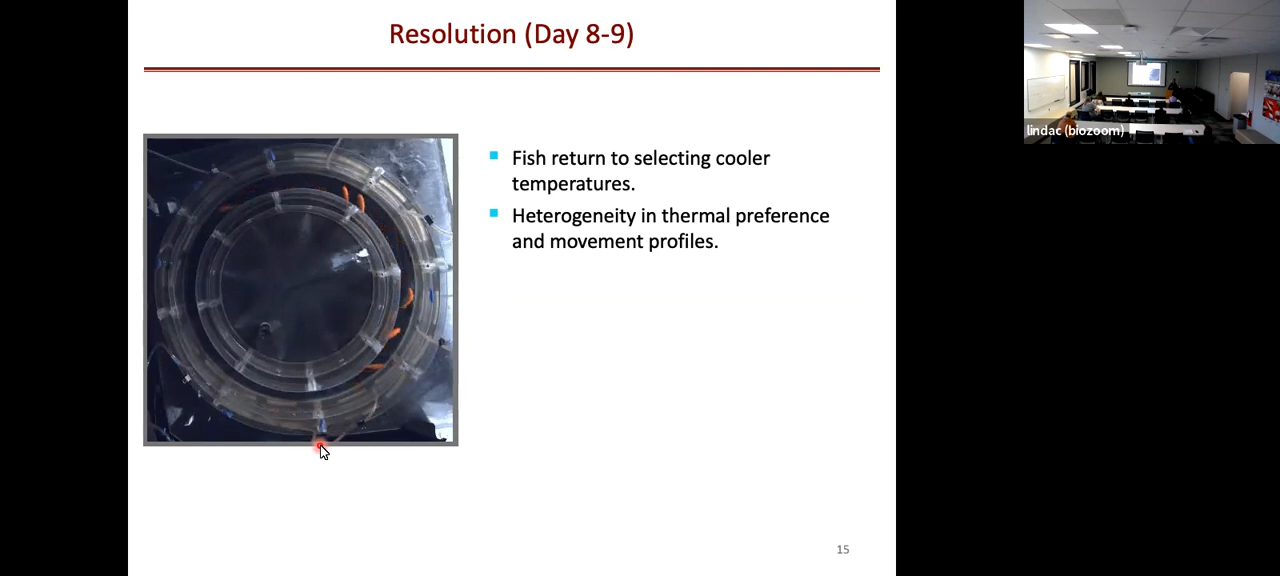 Resolution (Day 8-9)
Fish return to selecting cooler
temperatures.
Heterogeneity in thermal preference
and movement profiles.
15
lindac (biozoom)